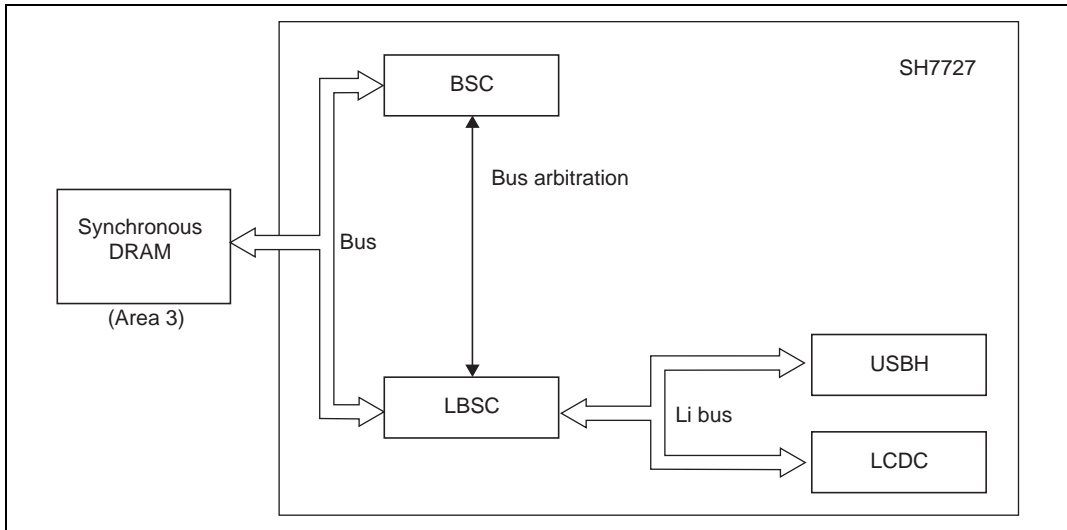 SH7727
BSC
Bus arbitration
Synchronous
DRAM
Bus
(Area 3)
USBH
LBSC
Li bus
LCDC